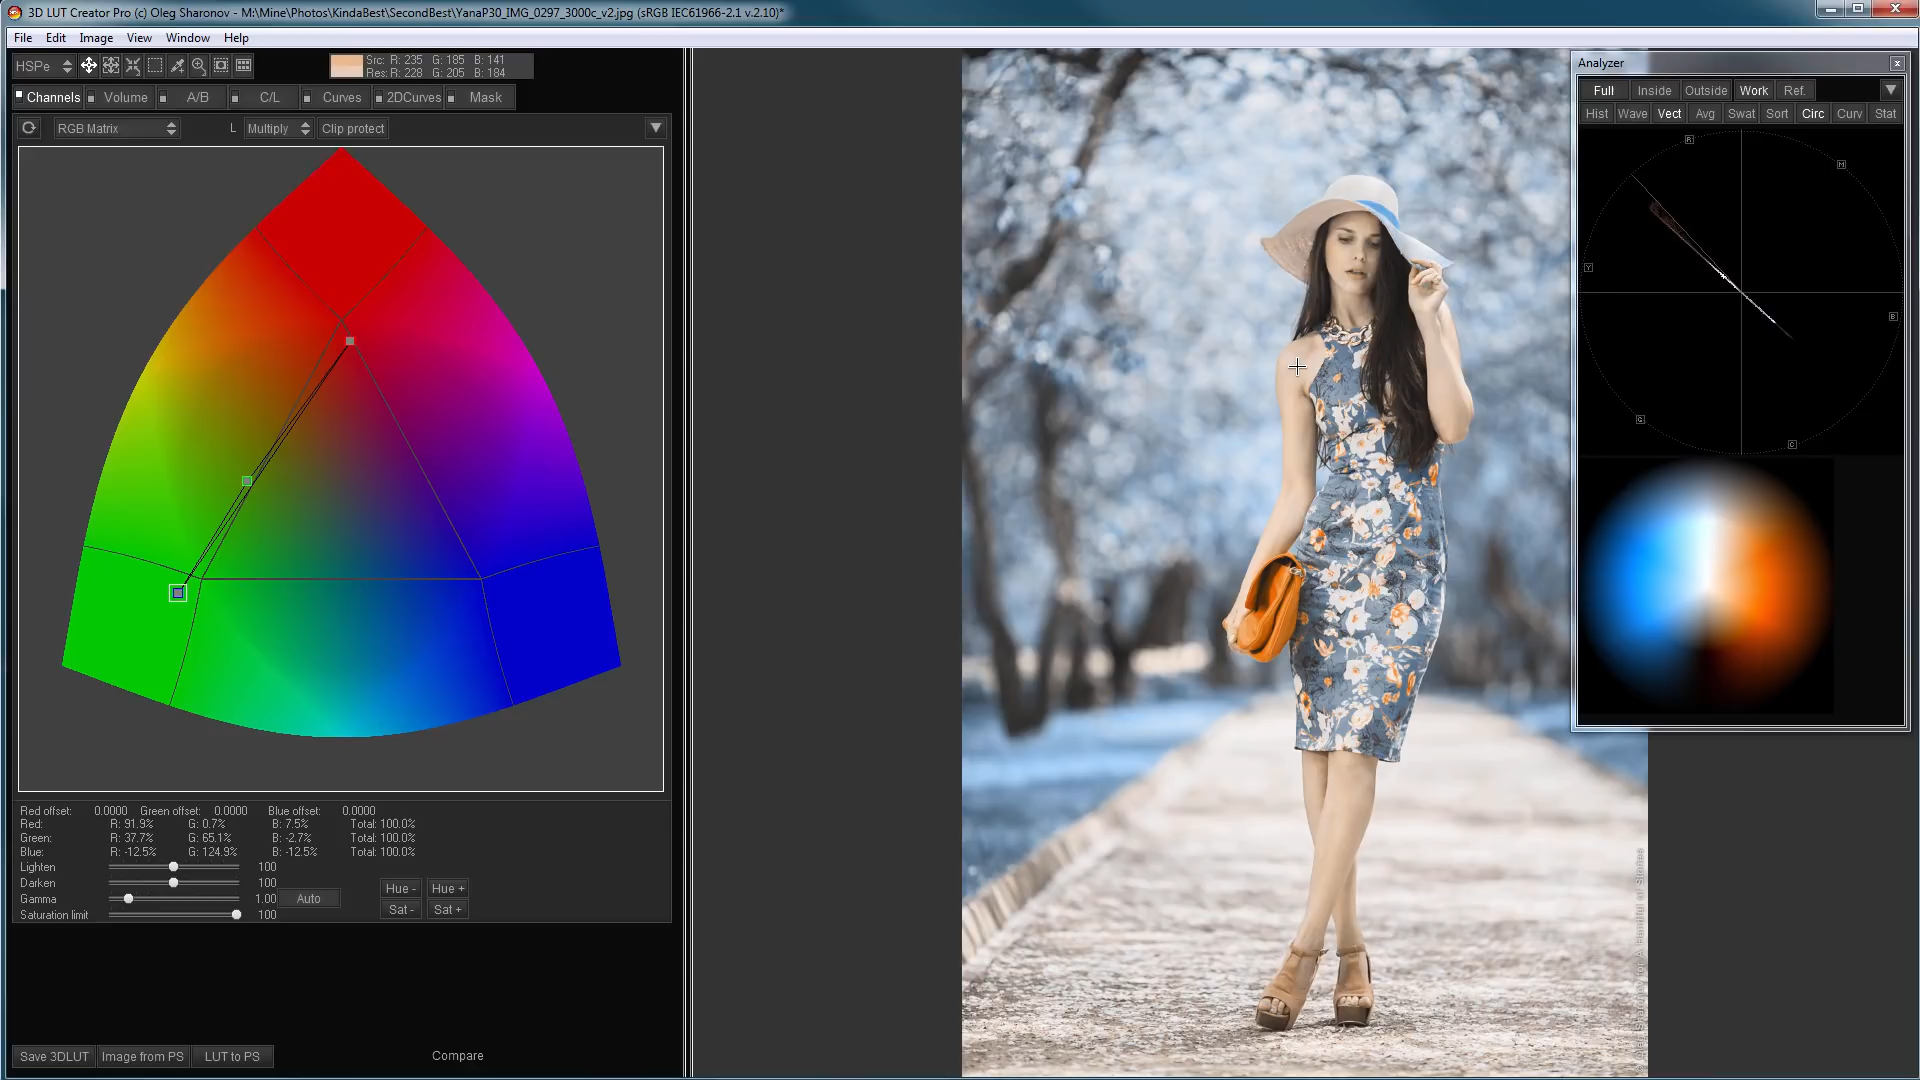 3D LUT Creator Pro (c) Oleg Sharonov - M:\Mine\Photos\KindaBest\SecondBest\YanaP30_IMG_0297_3000c_v2.jpg (sRGB IEC61966-2.1 v.2.10)*
File Edit Image View Window Help
HSPe
Src: R: 235 G: 185 B: 141
Res: R: 228 G: 205 B: 184
Channels Volume A/B C/L Curves 2DCurves Mask
RGB Matrix L Multiply Clip protect
Red offset: 0.0000 Green offset: 0.0000 Blue offset: 0.0000
Red: R: 91.9% G: 0.7% B: 7.5% Total: 100.0%
Green: R: 37.7% G: 65.1% B: -2.7% Total: 100.0%
Blue: R: -12.5% G: 124.9% B: -12.5% Total: 100.0%
Lighten 100
Darken 100
Gamma 1.00 Auto
Saturation limit 100
Hue - Hue +
Sat - Sat +
Save 3DLUT Image from PS LUT to PS Compare
Analyzer
Full Inside Outside Work Ref.
Hist Wave Vect Avg Swat Sort Circ Curv Stat
R
M
Y
B
G
C